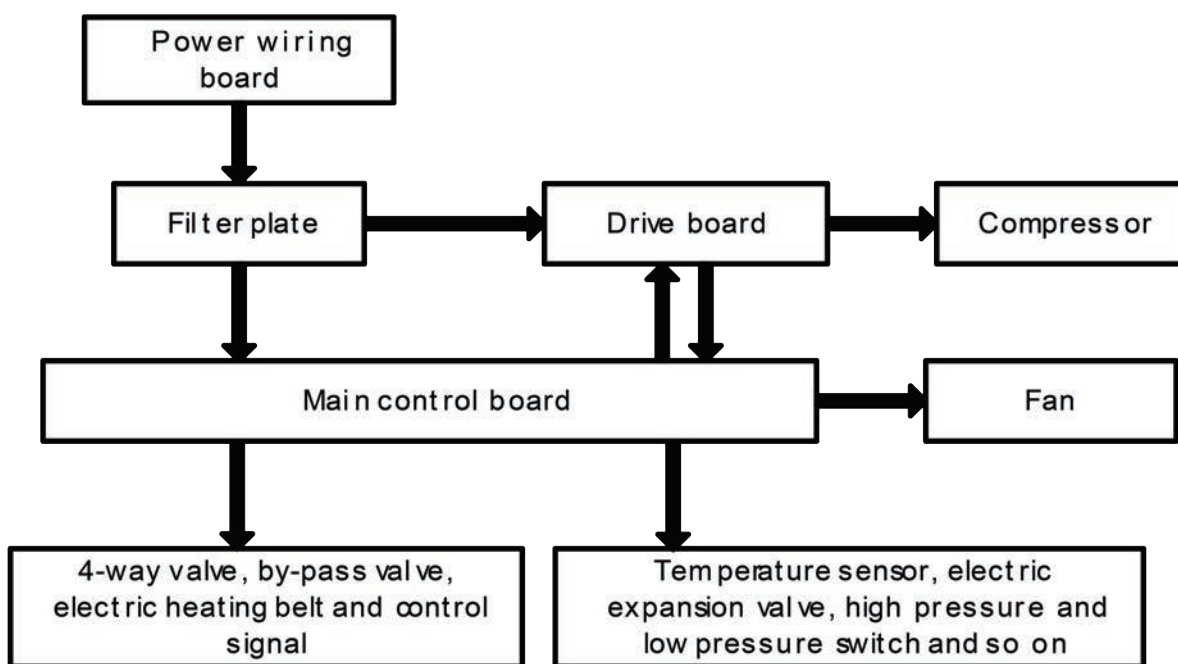 Power wiring
board
Filter plate
Drive board
Compressor
Main control board
Fan
4-way valve, by-pass valve,
electric heating belt and control
signal
Temperature sensor, electric
expansion valve, high pressure and
low pressure switch and so on